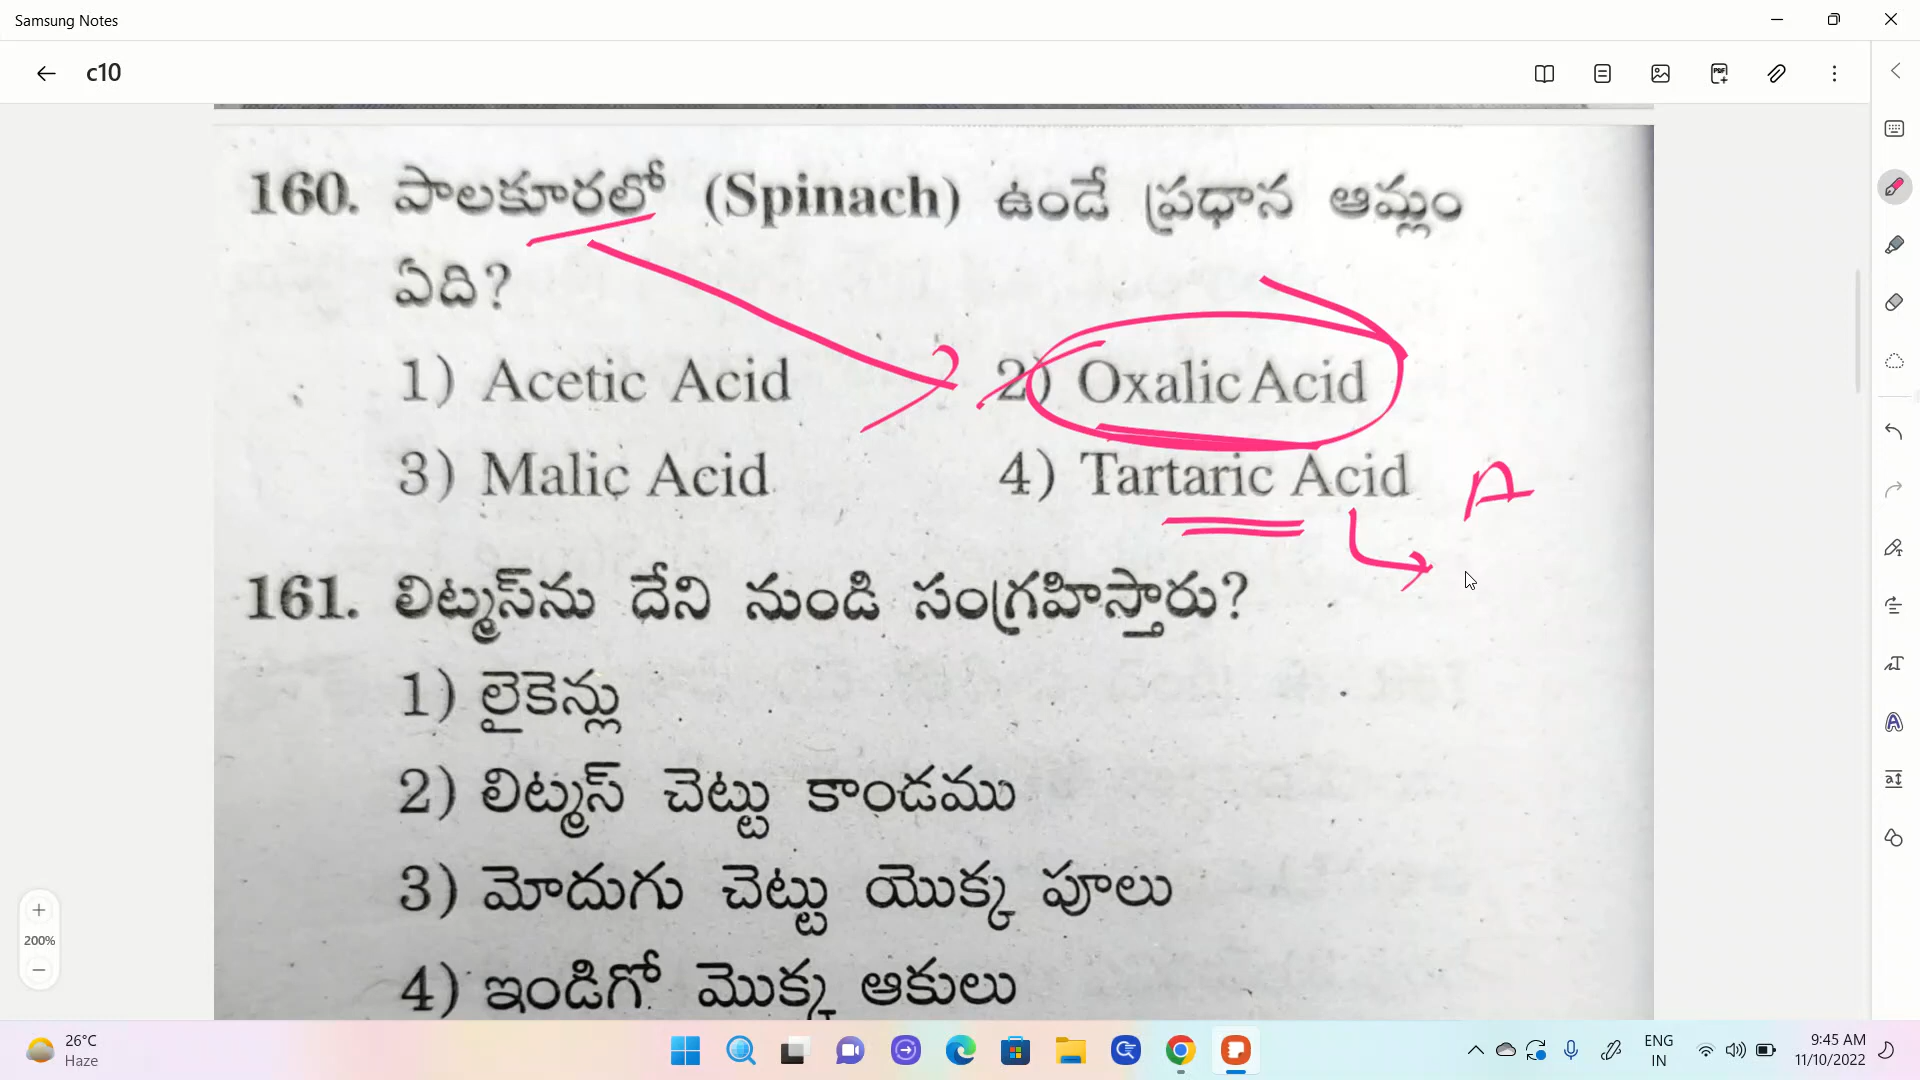 Samsung Notes
c10
160. పాలకూరలో (Spinach) ఉండే ప్రధాన ఆమ్లం
ఏది?
1) Acetic Acid 2) Oxalic Acid
3) Malic Acid 4) Tartaric Acid A
161. లిట్మస్‌ను దేని నుండి సంగ్రహిస్తారు?
1) లైకెన్లు
2) లిట్మస్ చెట్టు కాండము
3) మోదుగు చెట్టు యొక్క పూలు
4) ఇండిగో మొక్క ఆకులు
200%
26°C
Haze
ENG
IN
9:45 AM
11/10/2022